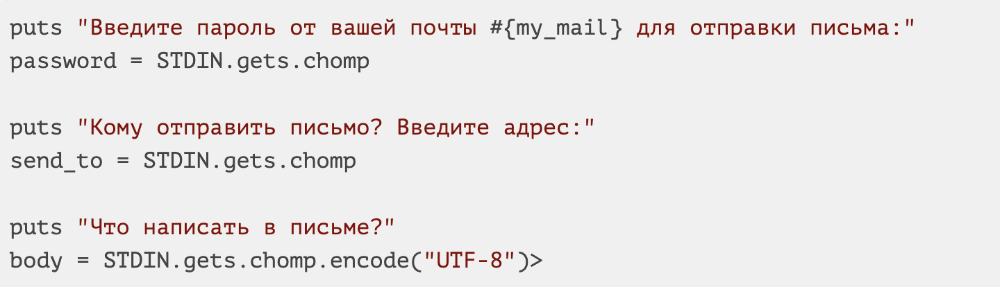 puts "Введите пароль от вашей почты #{my_mail} для отправки письма:"
password = STDIN.gets.chomp
puts "Кому отправить письмо? Введите адрес:"
send_to = STDIN.gets.chomp
puts "Что написать в письме?"
body = STDIN.gets.chomp.encode("UTF-8")>